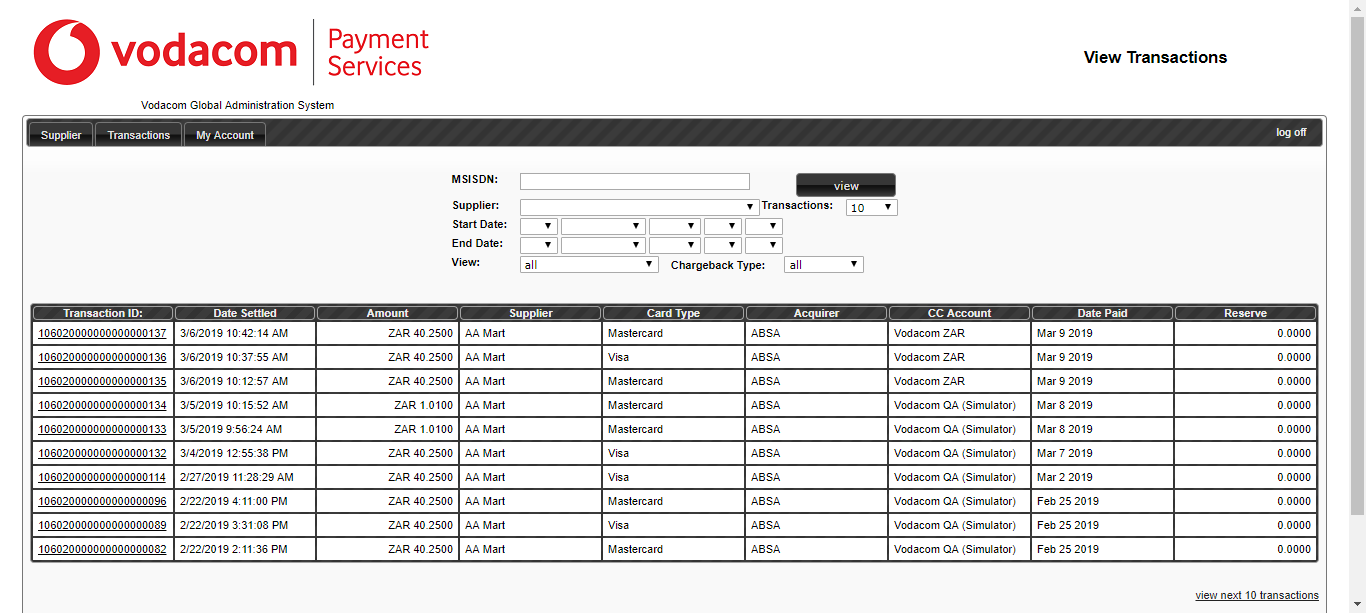 vodacom Payment Services
View Transactions
Vodacom Global Administration System
Supplier Transactions My Account log off
MSISDN: view
Supplier: Transactions: 10
Start Date:
End Date:
View: all Chargeback Type: all
Transaction ID: Date Settled Amount Supplier Card Type Acquirer CC Account Date Paid Reserve
106020000000000000137 3/6/2019 10:42:14 AM ZAR 40.2500 AA Mart Mastercard ABSA Vodacom ZAR Mar 9 2019 0.0000
106020000000000000136 3/6/2019 10:37:55 AM ZAR 40.2500 AA Mart Visa ABSA Vodacom ZAR Mar 9 2019 0.0000
106020000000000000135 3/6/2019 10:12:57 AM ZAR 40.2500 AA Mart Mastercard ABSA Vodacom ZAR Mar 9 2019 0.0000
106020000000000000134 3/5/2019 10:15:52 AM ZAR 1.0100 AA Mart Mastercard ABSA Vodacom QA (Simulator) Mar 8 2019 0.0000
106020000000000000133 3/5/2019 9:56:24 AM ZAR 1.0100 AA Mart Mastercard ABSA Vodacom QA (Simulator) Mar 8 2019 0.0000
106020000000000000132 3/4/2019 12:55:38 PM ZAR 40.2500 AA Mart Visa ABSA Vodacom QA (Simulator) Mar 7 2019 0.0000
106020000000000000114 2/27/2019 11:28:29 AM ZAR 40.2500 AA Mart Visa ABSA Vodacom QA (Simulator) Mar 2 2019 0.0000
106020000000000000096 2/22/2019 4:11:00 PM ZAR 40.2500 AA Mart Mastercard ABSA Vodacom QA (Simulator) Feb 25 2019 0.0000
106020000000000000089 2/22/2019 3:31:08 PM ZAR 40.2500 AA Mart Visa ABSA Vodacom QA (Simulator) Feb 25 2019 0.0000
106020000000000000082 2/22/2019 2:11:36 PM ZAR 40.2500 AA Mart Mastercard ABSA Vodacom QA (Simulator) Feb 25 2019 0.0000
view next 10 transactions